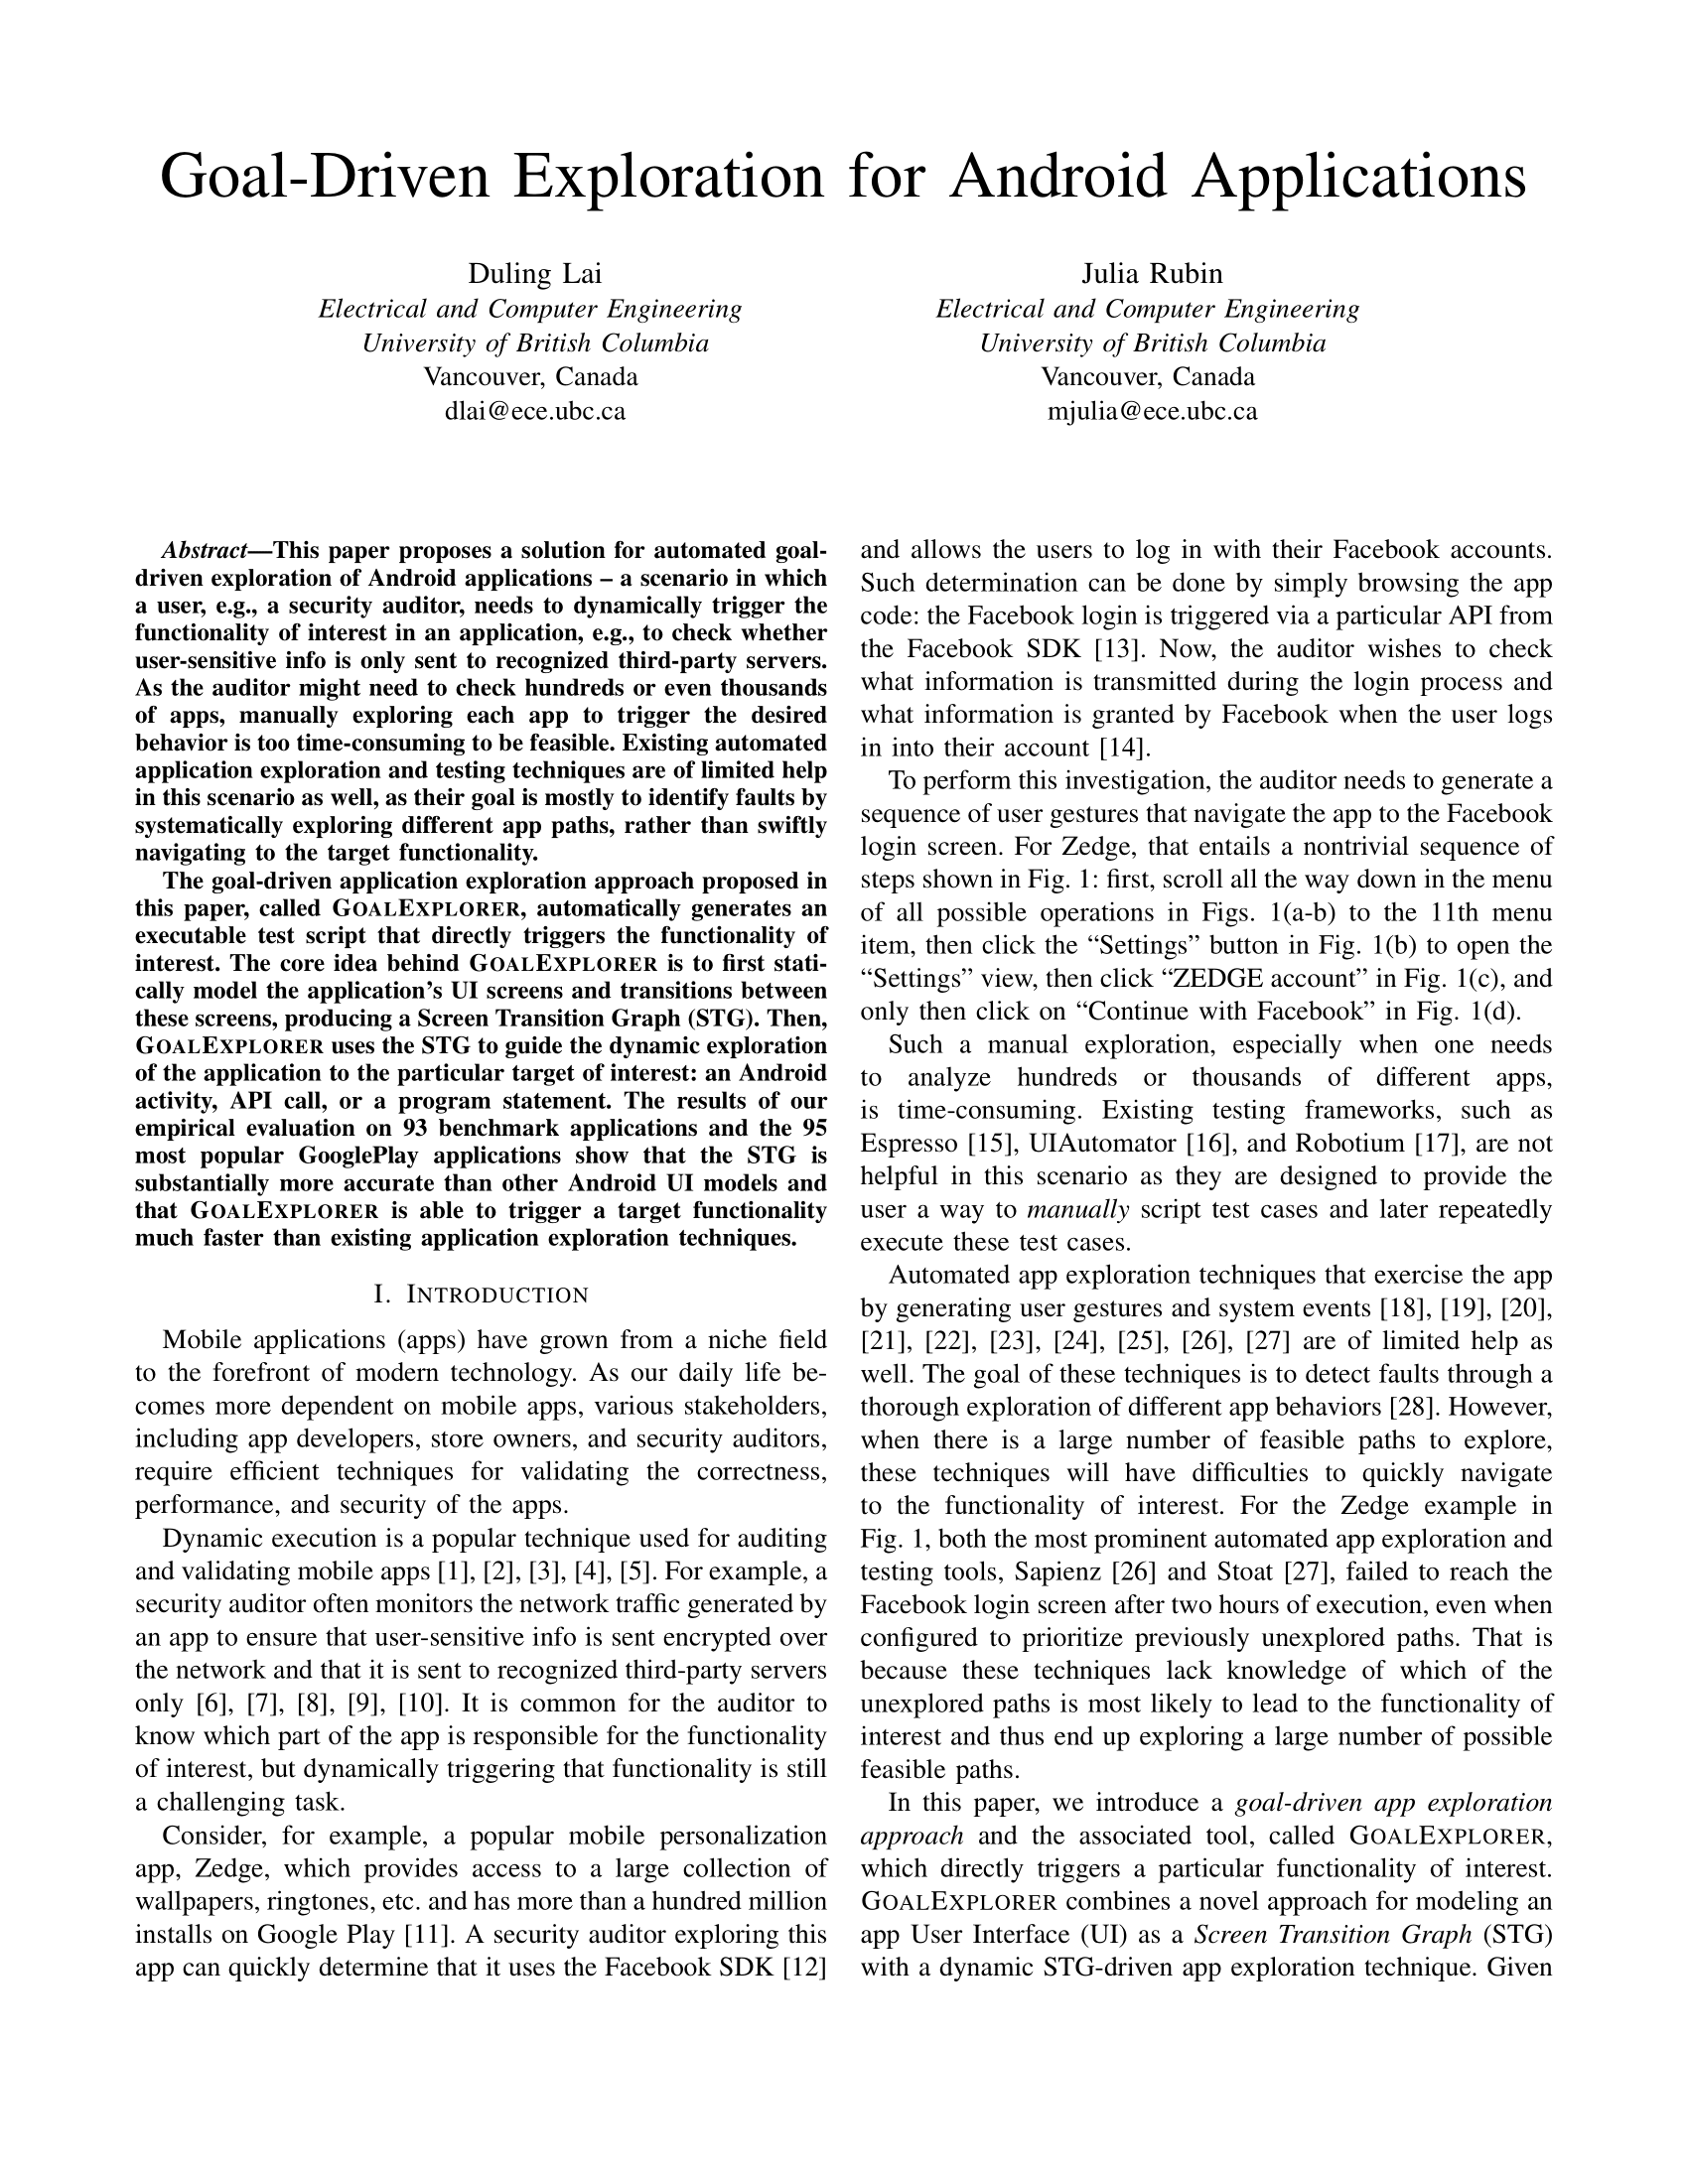 Goal-Driven Exploration for Android Applications
Duling Lai
Electrical and Computer Engineering
University of British Columbia
Vancouver, Canada
dlai@ece.ubc.ca
Julia Rubin
Electrical and Computer Engineering
University of British Columbia
Vancouver, Canada
mjulia@ece.ubc.ca
Abstract—This paper proposes a solution for automated goal-
driven exploration of Android applications – a scenario in which
a user, e.g., a security auditor, needs to dynamically trigger the
functionality of interest in an application, e.g., to check whether
user-sensitive info is only sent to recognized third-party servers.
As the auditor might need to check hundreds or even thousands
of apps, manually exploring each app to trigger the desired
behavior is too time-consuming to be feasible. Existing automated
application exploration and testing techniques are of limited help
in this scenario as well, as their goal is mostly to identify faults by
systematically exploring different app paths, rather than swiftly
navigating to the target functionality.
The goal-driven application exploration approach proposed in
this paper, called GOALEXPLORER, automatically generates an
executable test script that directly triggers the functionality of
interest. The core idea behind GOALEXPLORER is to first stati-
cally model the application's UI screens and transitions between
these screens, producing a Screen Transition Graph (STG). Then,
GOALEXPLORER uses the STG to guide the dynamic exploration
of the application to the particular target of interest: an Android
activity, API call, or a program statement. The results of our
empirical evaluation on 93 benchmark applications and the 95
most popular GooglePlay applications show that the STG is
substantially more accurate than other Android UI models and
that GOALEXPLORER is able to trigger a target functionality
much faster than existing application exploration techniques.
I. INTRODUCTION
Mobile applications (apps) have grown from a niche field
to the forefront of modern technology. As our daily life be-
comes more dependent on mobile apps, various stakeholders,
including app developers, store owners, and security auditors,
require efficient techniques for validating the correctness,
performance, and security of the apps.
Dynamic execution is a popular technique used for auditing
and validating mobile apps [1], [2], [3], [4], [5]. For example, a
security auditor often monitors the network traffic generated by
an app to ensure that user-sensitive info is sent encrypted over
the network and that it is sent to recognized third-party servers
only [6], [7], [8], [9], [10]. It is common for the auditor to
know which part of the app is responsible for the functionality
of interest, but dynamically triggering that functionality is still
a challenging task.
Consider, for example, a popular mobile personalization
app, Zedge, which provides access to a large collection of
wallpapers, ringtones, etc. and has more than a hundred million
installs on Google Play [11]. A security auditor exploring this
app can quickly determine that it uses the Facebook SDK [12]
and allows the users to log in with their Facebook accounts.
Such determination can be done by simply browsing the app
code: the Facebook login is triggered via a particular API from
the Facebook SDK [13]. Now, the auditor wishes to check
what information is transmitted during the login process and
what information is granted by Facebook when the user logs
in into their account [14].
To perform this investigation, the auditor needs to generate a
sequence of user gestures that navigate the app to the Facebook
login screen. For Zedge, that entails a nontrivial sequence of
steps shown in Fig. 1: first, scroll all the way down in the menu
of all possible operations in Figs. 1(a-b) to the 11th menu
item, then click the “Settings” button in Fig. 1(b) to open the
“Settings” view, then click “ZEDGE account” in Fig. 1(c), and
only then click on “Continue with Facebook” in Fig. 1(d).
Such a manual exploration, especially when one needs
to analyze hundreds or thousands of different apps,
is time-consuming. Existing testing frameworks, such as
Espresso [15], UIAutomator [16], and Robotium [17], are not
helpful in this scenario as they are designed to provide the
user a way to manually script test cases and later repeatedly
execute these test cases.
Automated app exploration techniques that exercise the app
by generating user gestures and system events [18], [19], [20],
[21], [22], [23], [24], [25], [26], [27] are of limited help as
well. The goal of these techniques is to detect faults through a
thorough exploration of different app behaviors [28]. However,
when there is a large number of feasible paths to explore,
these techniques will have difficulties to quickly navigate
to the functionality of interest. For the Zedge example in
Fig. 1, both the most prominent automated app exploration and
testing tools, Sapienz [26] and Stoat [27], failed to reach the
Facebook login screen after two hours of execution, even when
configured to prioritize previously unexplored paths. That is
because these techniques lack knowledge of which of the
unexplored paths is most likely to lead to the functionality of
interest and thus end up exploring a large number of possible
feasible paths.
In this paper, we introduce a goal-driven app exploration
approach and the associated tool, called GOALEXPLORER,
which directly triggers a particular functionality of interest.
GOALEXPLORER combines a novel approach for modeling an
app User Interface (UI) as a Screen Transition Graph (STG)
with a dynamic STG-driven app exploration technique. Given